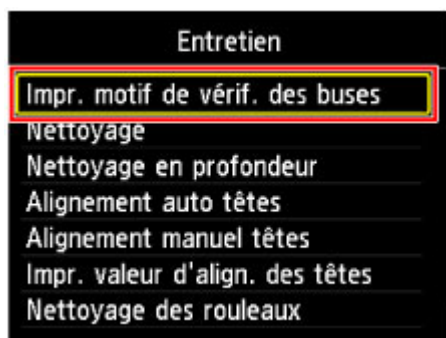 Entretien
Impr. motif de vérif. des buses
Nettoyage
Nettoyage en profondeur
Alignement auto têtes
Alignement manuel têtes
Impr. valeur d'align. des têtes
Nettoyage des rouleaux